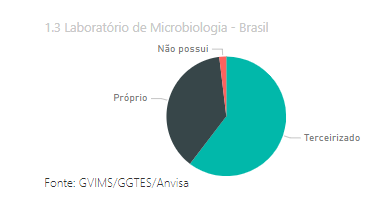 1.3 Laboratório de Microbiologia - Brasil
Não possui
Próprio
Terceirizado
Fonte: GVIMS/GGTES/Anvisa